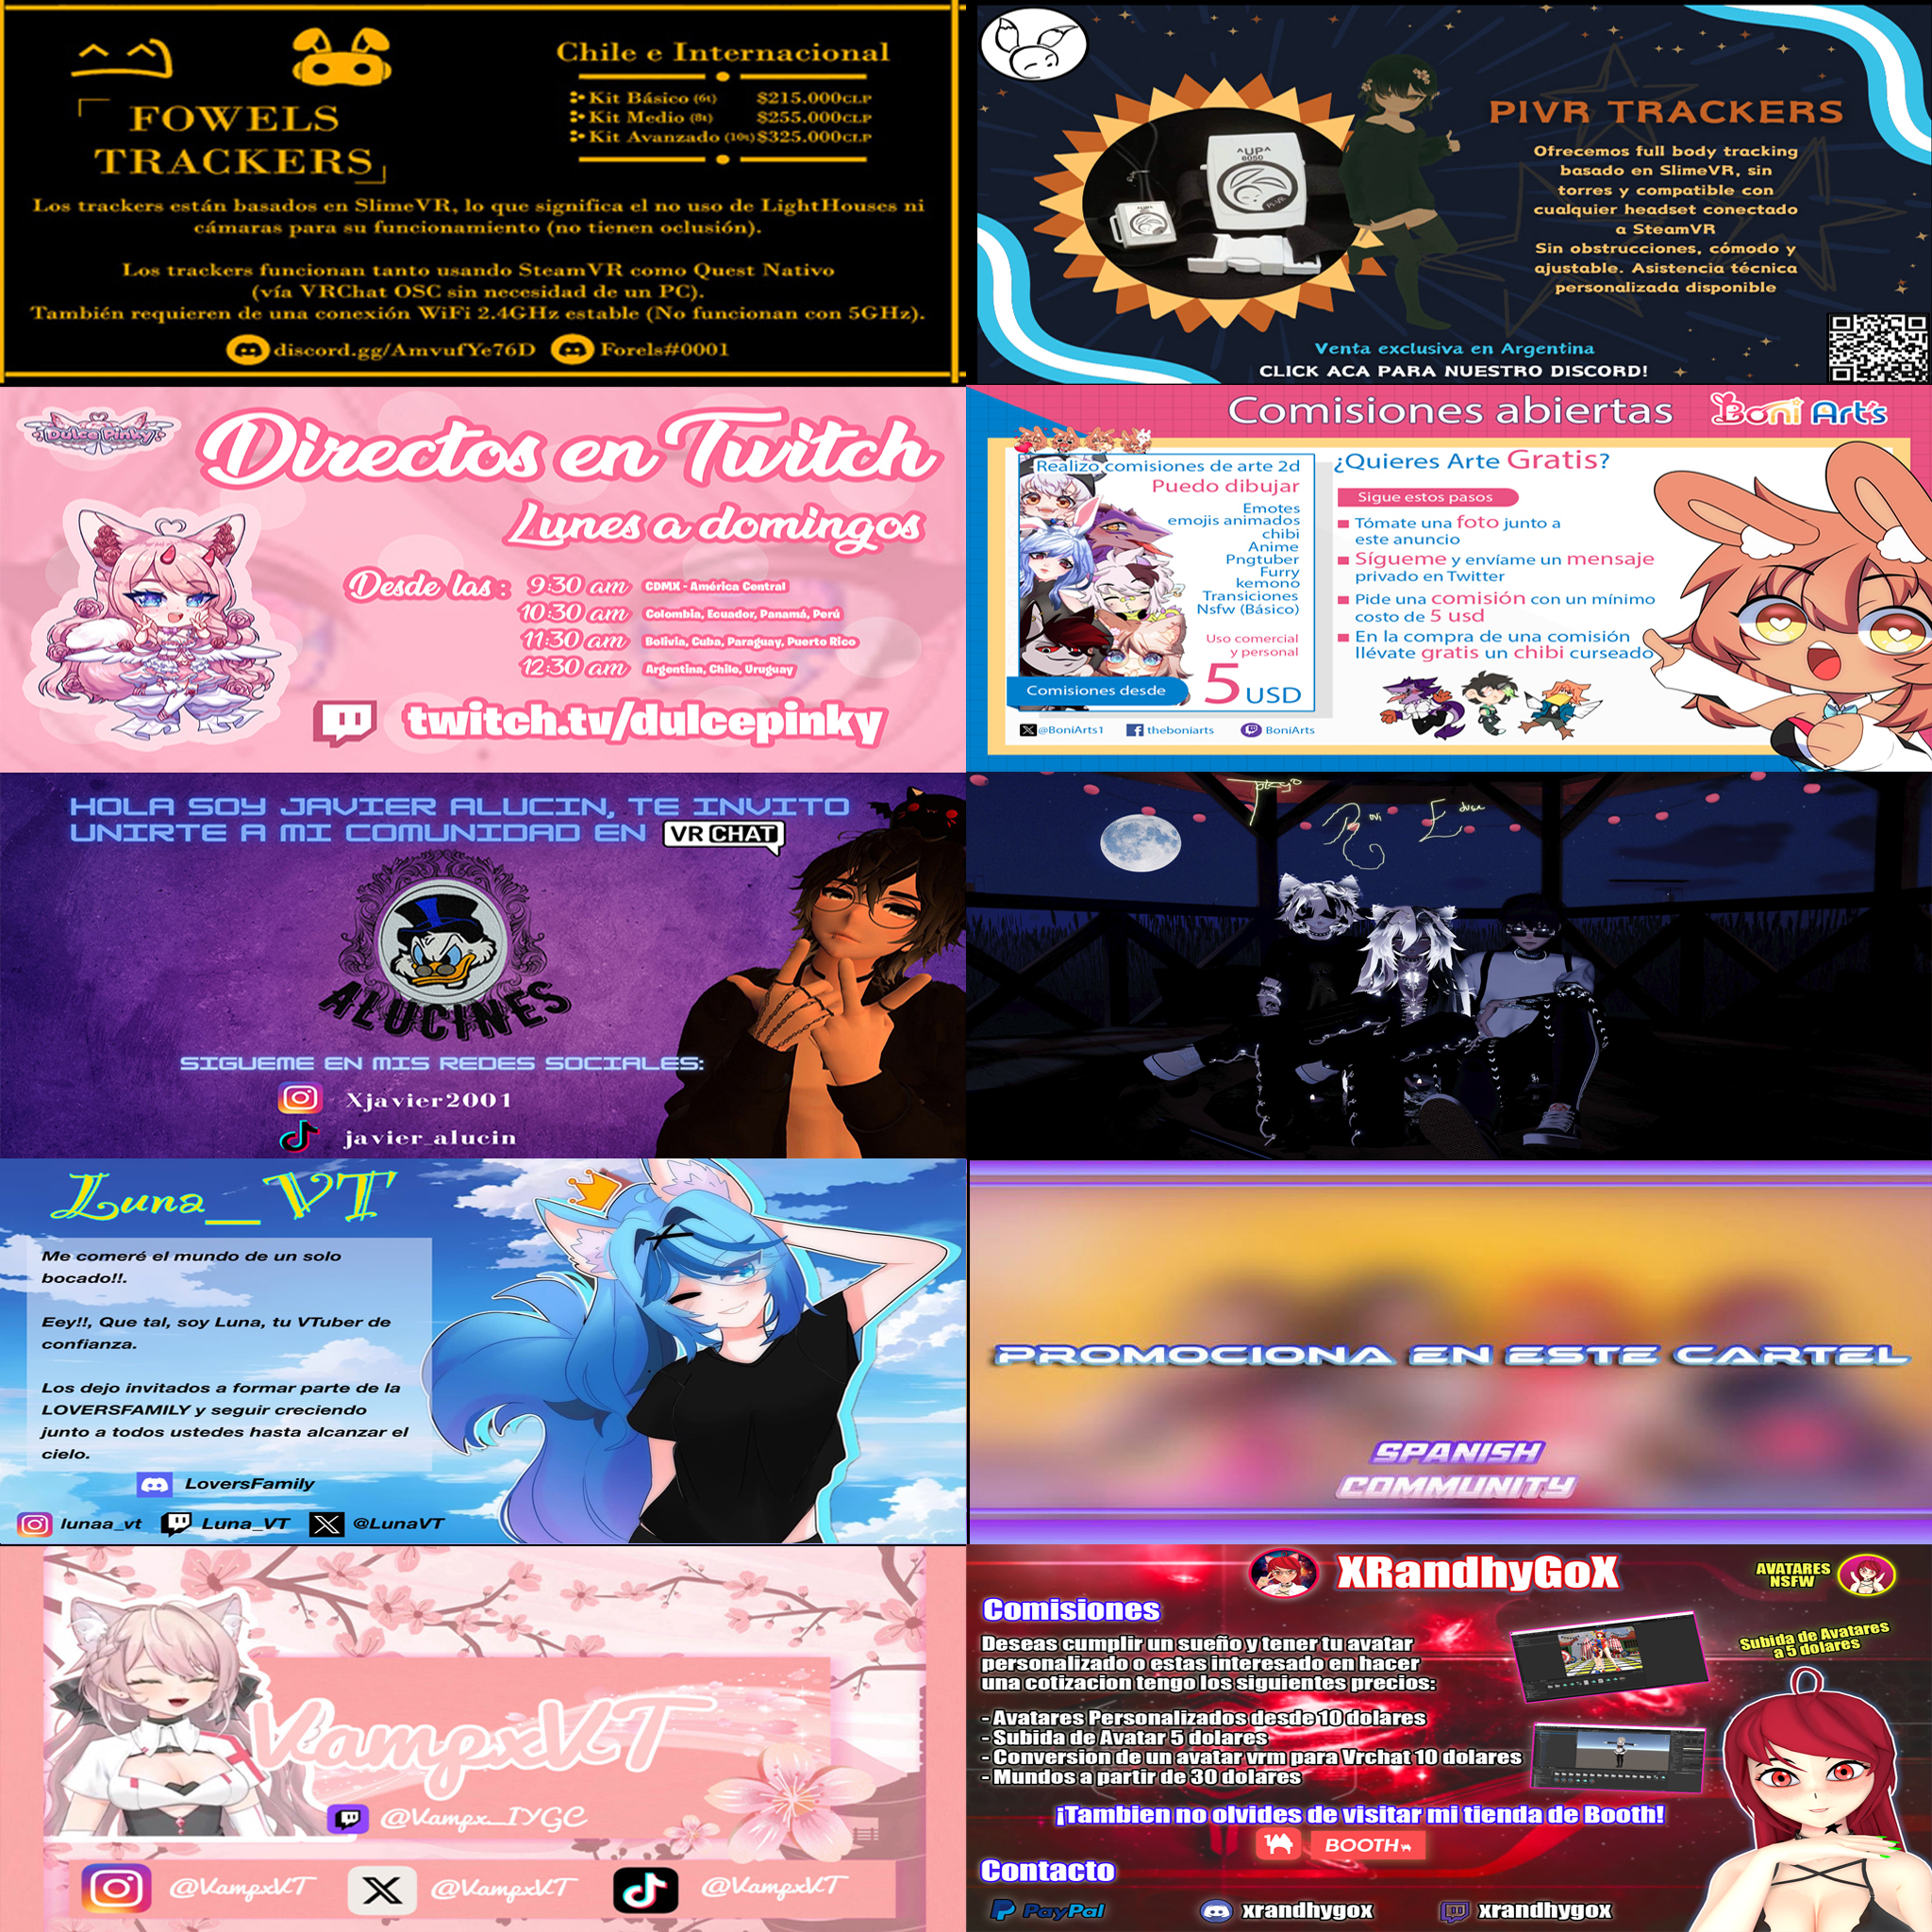 FOWELS
TRACKERS
Chile e Internacional
Kit Básico (6t) $215.000CLP
Kit Medio (8t) $255.000CLP
Kit Avanzado (10t) $325.000CLP
Los trackers están basados en SlimeVR, lo que significa el no uso de LightHouses ni
cámaras para su funcionamiento (no tienen oclusión).
Los trackers funcionan tanto usando SteamVR como Quest Nativo
(vía VRChat OSC sin necesidad de un PC).
También requieren de una conexión WiFi 2.4GHz estable (No funcionan con 5GHz).
discord.gg/AmvufYe76D Forels#0001
^UP^
6050
PI-VR
PIVR TRACKERS
Ofrecemos full body tracking
basado en SlimeVR, sin
torres y compatible con
cualquier headset conectado
a SteamVR
Sin obstrucciones, cómodo y
ajustable. Asistencia técnica
personalizada disponible
Venta exclusiva en Argentina
CLICK ACA PARA NUESTRO DISCORD!
Dulce Pinky
Directos en Twitch
Lunes a domingos
Desde las: 9:30 am CDMX - América Central
10:30 am Colombia, Ecuador, Panamá, Perú
11:30 am Bolivia, Cuba, Paraguay, Puerto Rico
12:30 am Argentina, Chile, Uruguay
twitch.tv/dulcepinky
Comisiones abiertas
Boni Art's
Realizo comisiones de arte 2d
Puedo dibujar
Emotes
emojis animados
chibi
Anime
Pngtuber
Furry
kemono
Transiciones
Nsfw (Básico)
Uso comercial
y personal
Comisiones desde 5 USD
@BoniArts1 theboniarts BoniArts
¿Quieres Arte Gratis?
Sigue estos pasos
Tómate una foto junto a
este anuncio
Sígueme y envíame un mensaje
privado en Twitter
Pide una comisión con un mínimo
costo de 5 usd
En la compra de una comisión
llévate gratis un chibi curseado
HOLA SOY JAVIER ALUCIN, TE INVITO
UNIRTE A MI COMUNIDAD EN VRCHAT
ALUCINES
SIGUEME EN MIS REDES SOCIALES:
Xjavier2001
javier_alucin
Luna_VT
Me comeré el mundo de un solo
bocado!!.
Eey!!, Que tal, soy Luna, tu VTuber de
confianza.
Los dejo invitados a formar parte de la
LOVERSFAMILY y seguir creciendo
junto a todos ustedes hasta alcanzar el
cielo.
LoversFamily
lunaa_vt Luna_VT @LunaVT
PROMOCIONA EN ESTE CARTEL
SPANISH
COMMUNITY
VampxVT
@Vampx_IYGC
@VampxVT @VampxVT @VampxVT
XRandhyGoX
AVATARES
NSFW
Comisiones
Deseas cumplir un sueño y tener tu avatar
personalizado o estas interesado en hacer
una cotizacion tengo los siguientes precios:
- Avatares Personalizados desde 10 dolares
- Subida de Avatar 5 dolares
- Conversion de un avatar vrm para Vrchat 10 dolares
- Mundos a partir de 30 dolares
Subida de Avatares
a 5 dolares
¡Tambien no olvides de visitar mi tienda de Booth!
BOOTH
Contacto
PayPal xrandhygox xrandhygox